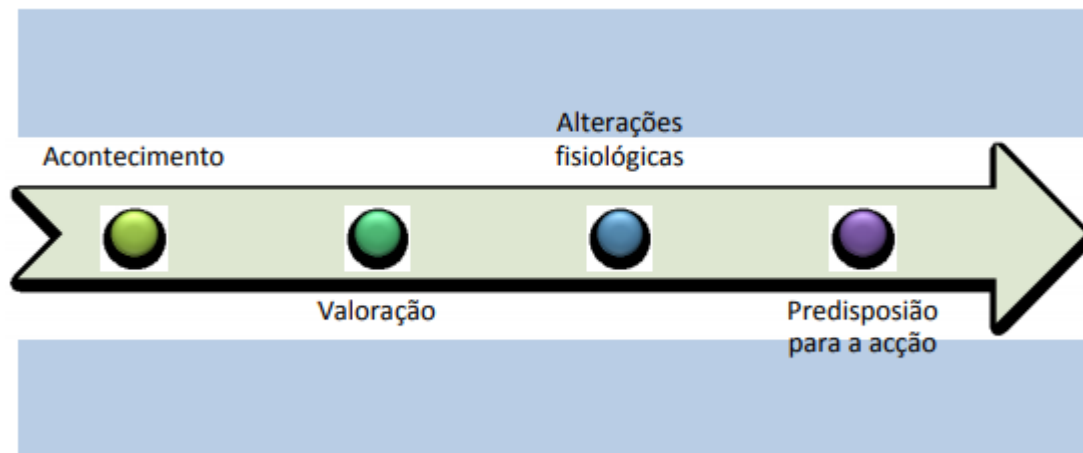 Acontecimento
Valoração
Alterações
fisiológicas
Predisposião
para a acção